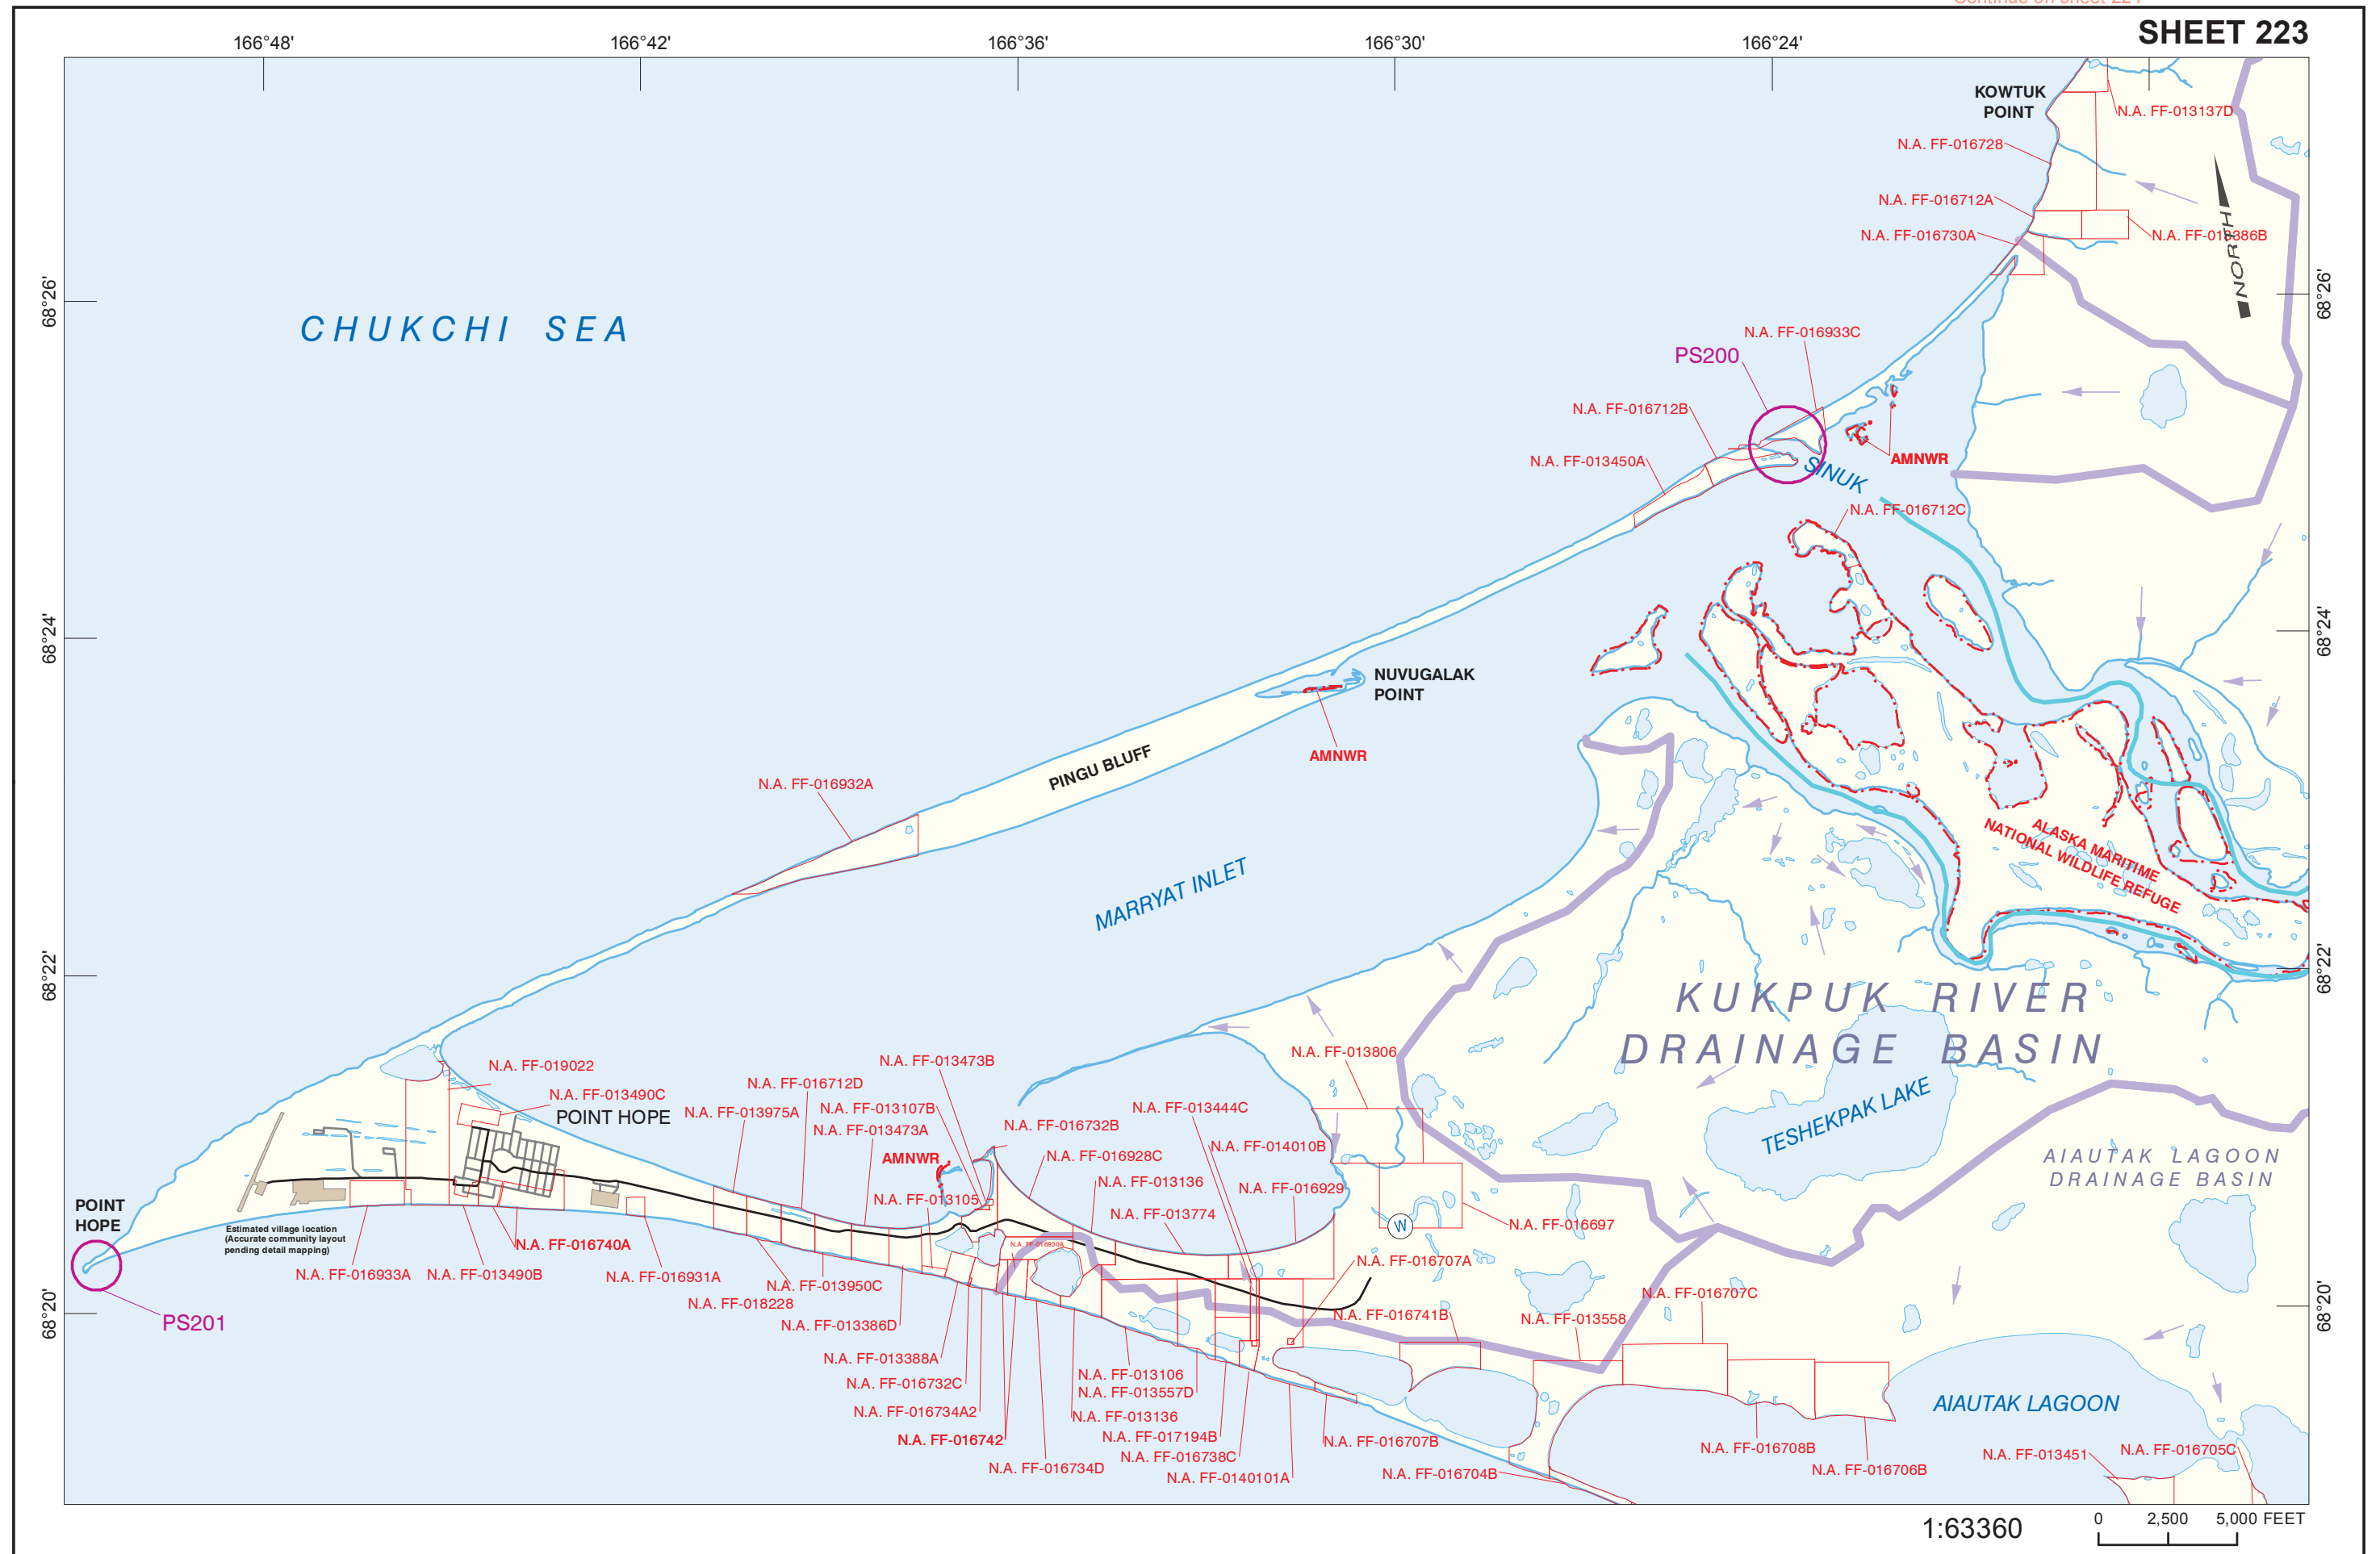 Continue on sheet 224
SHEET 223
166°48'
166°42'
166°36'
166°30'
166°24'
KOWTUK
POINT
N.A. FF-013137D
N.A. FF-016728
N.A. FF-016712A
N.A. FF-016730A
N.A. FF-013386B
NORTH
68°26'
68°26'
CHUKCHI SEA
N.A. FF-016933C
PS200
N.A. FF-016712B
N.A. FF-013450A
AMNWR
SINUK
N.A. FF-016712C
68°24'
68°24'
NUVUGALAK
POINT
AMNWR
PINGU BLUFF
N.A. FF-016932A
MARRYAT INLET
ALASKA MARITIME
NATIONAL WILDLIFE REFUGE
68°22'
68°22'
KUKPUK RIVER
DRAINAGE BASIN
TESHEKPAK LAKE
AIAUTAK LAGOON
DRAINAGE BASIN
N.A. FF-019022
N.A. FF-013490C
POINT HOPE
N.A. FF-013473B
N.A. FF-016712D
N.A. FF-013975A
N.A. FF-013107B
N.A. FF-013473A
AMNWR
N.A. FF-013105
N.A. FF-016732B
N.A. FF-016928C
N.A. FF-013136
N.A. FF-013774
N.A. FF-013444C
N.A. FF-014010B
N.A. FF-016929
N.A. FF-013806
N.A. FF-016697
W
N.A. FF-016930A
N.A. FF-016707A
POINT
HOPE
Estimated village location
(Accurate community layout
pending detail mapping)
N.A. FF-016740A
N.A. FF-016933A
N.A. FF-013490B
N.A. FF-016931A
PS201
68°20'
68°20'
N.A. FF-013950C
N.A. FF-018228
N.A. FF-013386D
N.A. FF-013388A
N.A. FF-016732C
N.A. FF-016734A2
N.A. FF-016742
N.A. FF-016734D
N.A. FF-013106
N.A. FF-013557D
N.A. FF-013136
N.A. FF-017194B
N.A. FF-016738C
N.A. FF-0140101A
N.A. FF-016741B
N.A. FF-013558
N.A. FF-016707C
N.A. FF-016707B
N.A. FF-016704B
N.A. FF-016708B
N.A. FF-016706B
AIAUTAK LAGOON
N.A. FF-013451
N.A. FF-016705C
1:63360
0 2,500 5,000 FEET